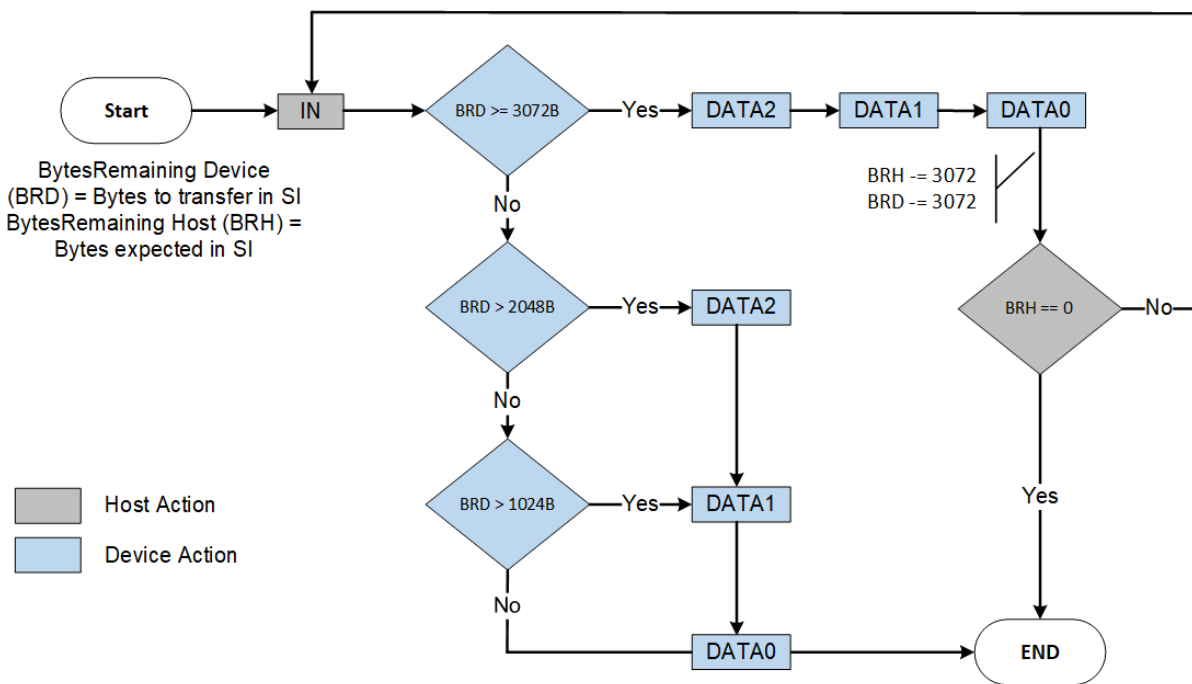 Start
IN
BRD >= 3072B
Yes
DATA2
DATA1
DATA0
BytesRemaining Device
(BRD) = Bytes to transfer in SI
BytesRemaining Host (BRH) =
Bytes expected in SI
BRH -= 3072
BRD -= 3072
No
BRD > 2048B
Yes
DATA2
BRH == 0
No
No
BRD > 1024B
Yes
DATA1
Yes
Host Action
Device Action
No
DATA0
END